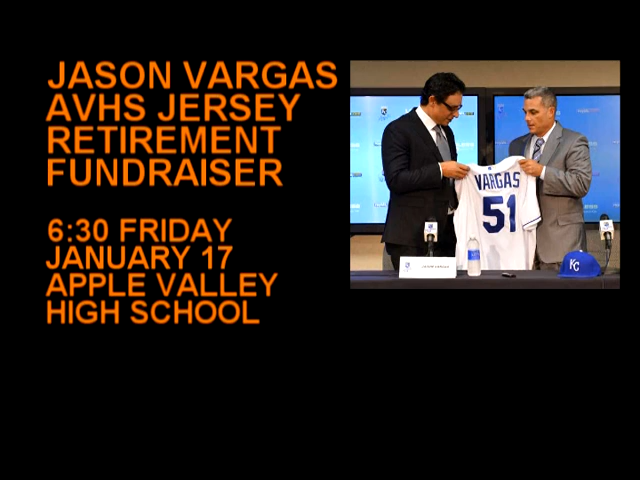 JASON VARGAS
AVHS JERSEY
RETIREMENT
FUNDRAISER
6:30 FRIDAY
JANUARY 17
APPLE VALLEY
HIGH SCHOOL
VARGAS
51
KC